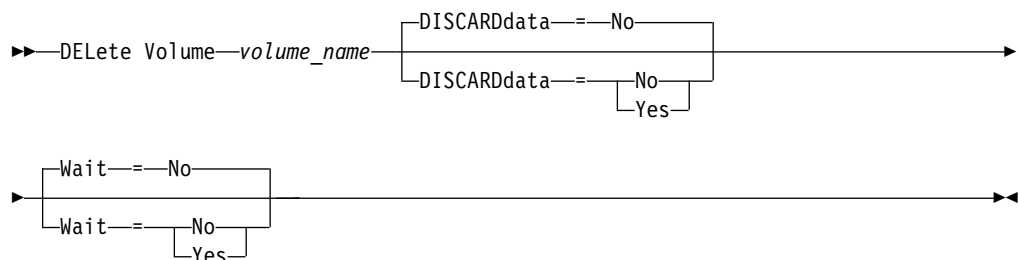 DISCARDdata = No
DELete Volume volume_name
DISCARDdata = No
Yes
Wait = No
Wait = No
Yes